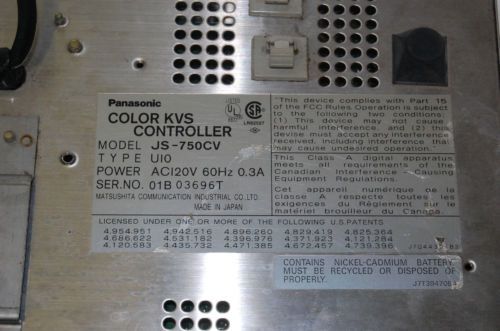 Panasonic
COLOR KVS
CONTROLLER
MODEL JS-750CV
TYPE U10
POWER AC120V 60Hz 0.3A
SER.NO. 01B 03696T
MATSUSHITA COMMUNICATION INDUSTRIAL CO.,LTD.
MADE IN JAPAN
LISTED
UL
This device complies with Part 15
of the FCC Rules Operation is subject to
the following two conditions:
(1) This device may not cause
harmful interference, and (2) this
device must accept any interference
received, including interference
that may cause undesired operation.
This Class A digital apparatus
meets all requirements of the
Canadian Interference Causing
Equipment Regulations.
Cet appareil numérique de la
classe A respecte toutes les
exigences du Règlement sur le
matériel brouilleur du Canada.
LICENSED UNDER ONE OR MORE OF THE FOLLOWING U.S.PATENTS
4,954,951 4,942,516 4,896,260 4,829,419 4,825,364
4,686,622 4,531,182 4,396,976 4,371,923 4,121,284
4,120,583 4,435,732 4,471,385 4,672,457 4,739,396
CONTAINS NICKEL-CADMIUM BATTERY.
MUST BE RECYCLED OR DISPOSED OF
PROPERLY.